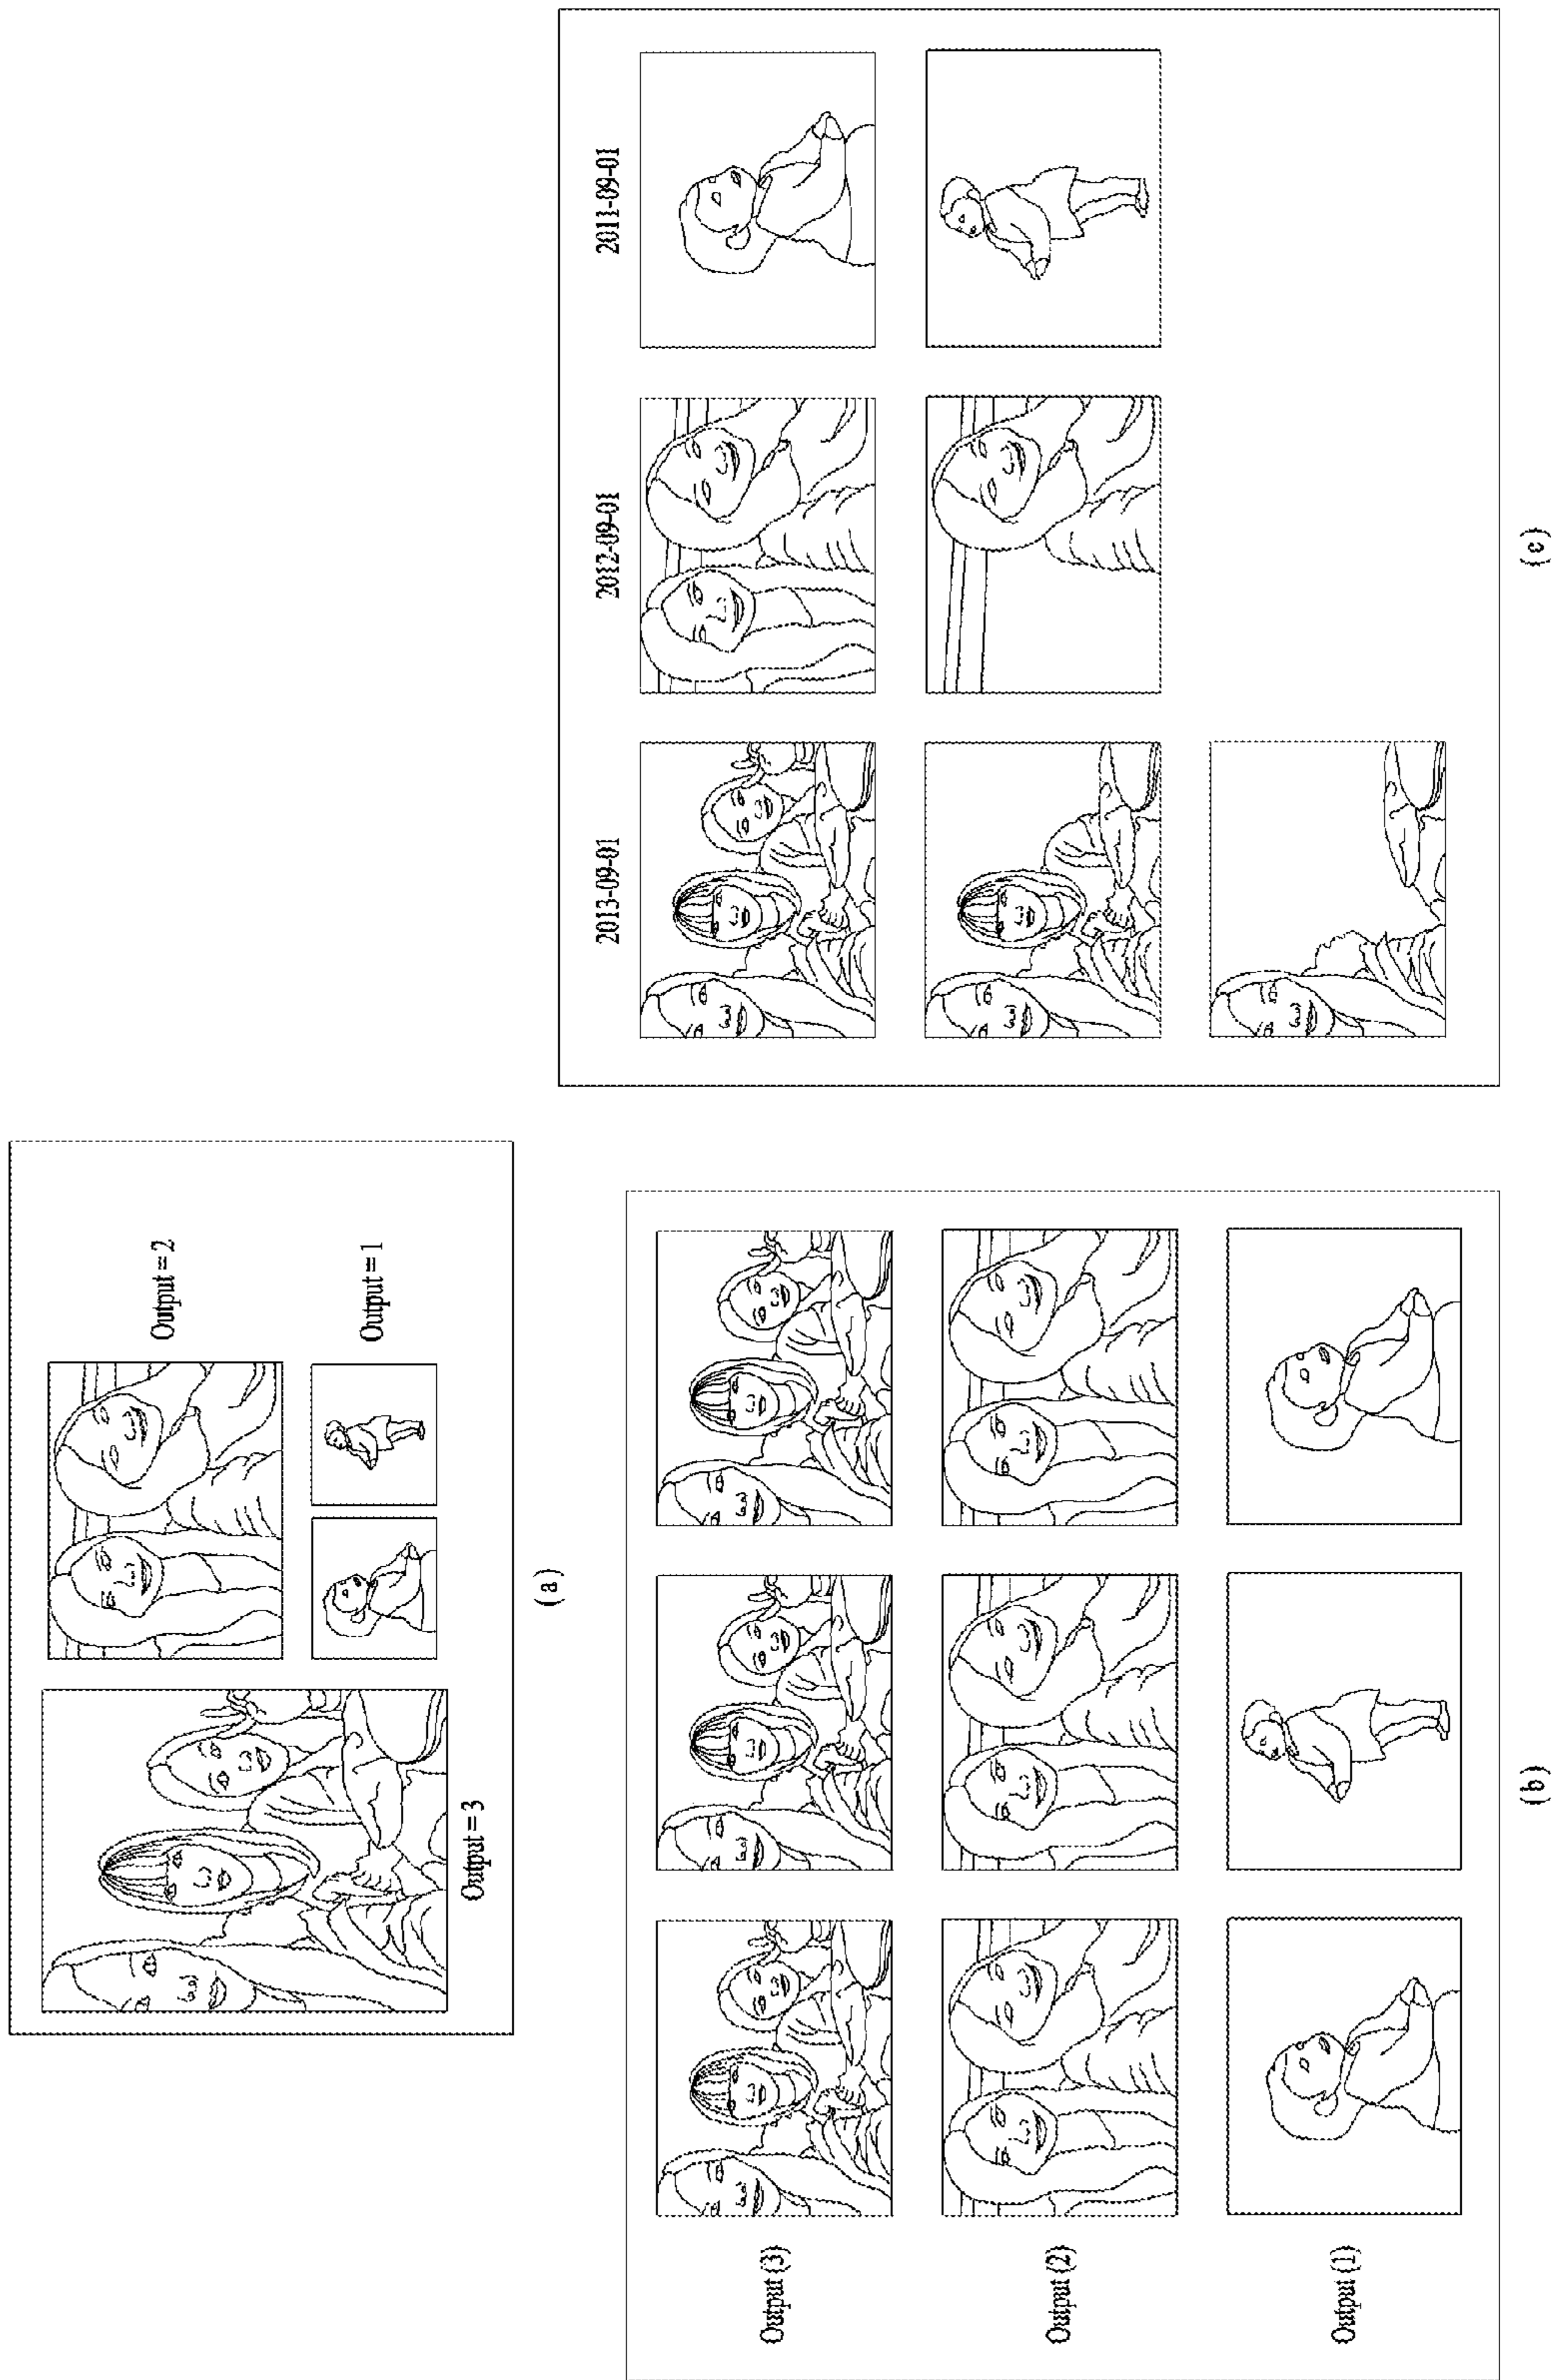 Output = 3
Output = 2
Output = 1
(a)
Output (3)
Output (2)
Output (1)
(b)
2013-09-01
2012-09-01
2011-09-01
(c)